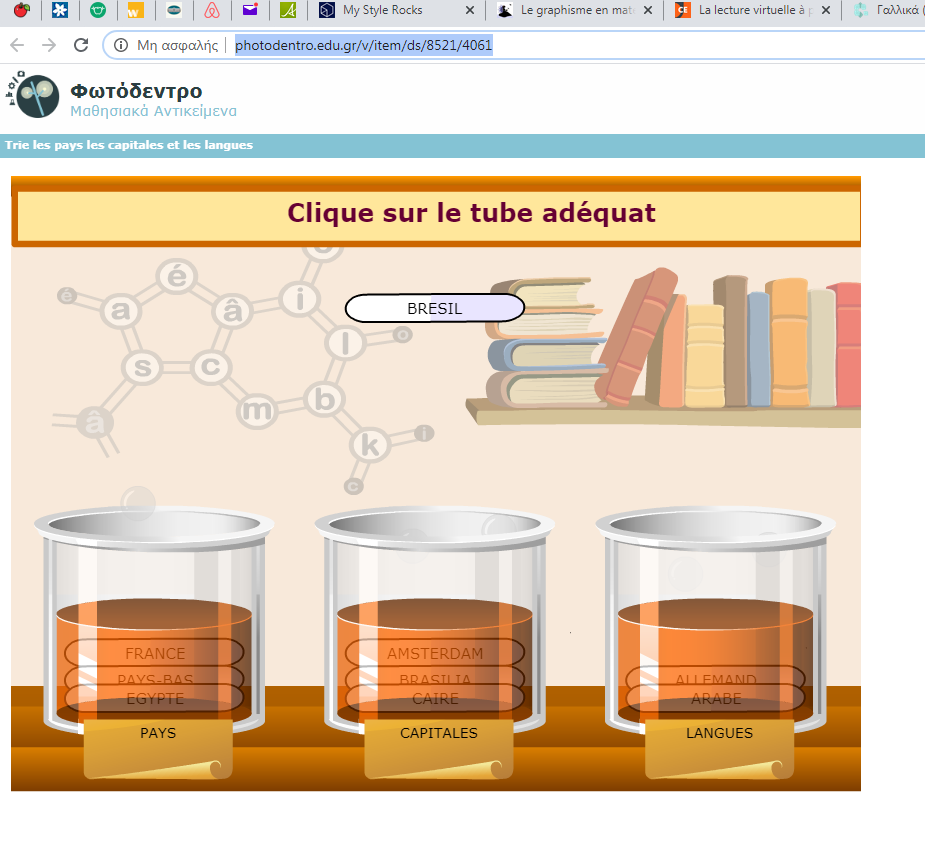 My Style Rocks
Le graphisme en mat
La lecture virtuelle à p
Γαλλικά (
Μη ασφαλής
photodentro.edu.gr/v/item/ds/8521/4061
Φωτόδεντρο
Μαθησιακά Αντικείμενα
Trie les pays les capitales et les langues
Clique sur le tube adéquat
BRESIL
é
a
é
â
i
s
c
l
o
m
b
â
k
i
c
FRANCE
AMSTERDAM
PAYS-BAS
BRASILIA
ALLEMAND
EGYPTE
CAIRE
ARABE
PAYS
CAPITALES
LANGUES